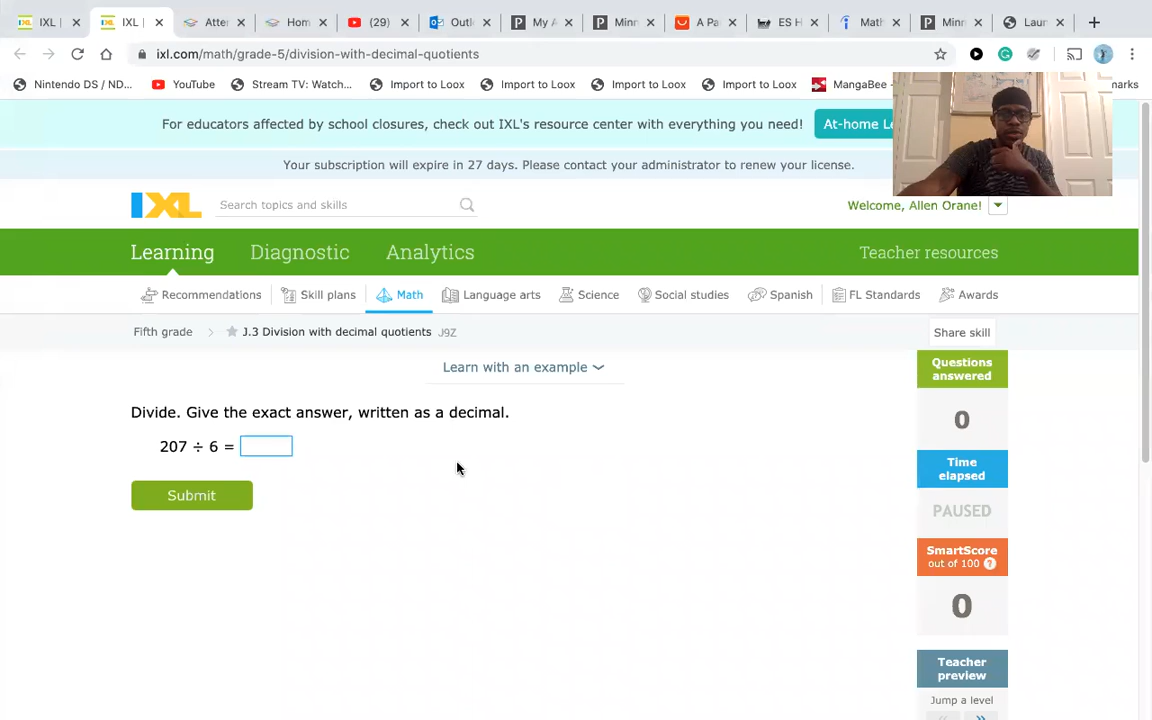 IXL |
IXL |
Atter
Hom
(29)
Outlo
My A
Minn
A Pa
ES H
Math
Minn
Laun
ixl.com/math/grade-5/division-with-decimal-quotients
Nintendo DS / ND...
YouTube
Stream TV: Watch...
Import to Loox
Import to Loox
Import to Loox
Import to Loox
MangaBee -
marks
For educators affected by school closures, check out IXL's resource center with everything you need!
At-home Le
Your subscription will expire in 27 days. Please contact your administrator to renew your license.
IXL
Search topics and skills
Welcome, Allen Orane!
Learning
Diagnostic
Analytics
Teacher resources
Recommendations
Skill plans
Math
Language arts
Science
Social studies
Spanish
FL Standards
Awards
Fifth grade
J.3 Division with decimal quotients J9Z
Share skill
Learn with an example
Questions
answered
0
Divide. Give the exact answer, written as a decimal.
207 ÷ 6 =
Submit
Time
elapsed
PAUSED
SmartScore
out of 100 ?
0
Teacher
preview
Jump a level